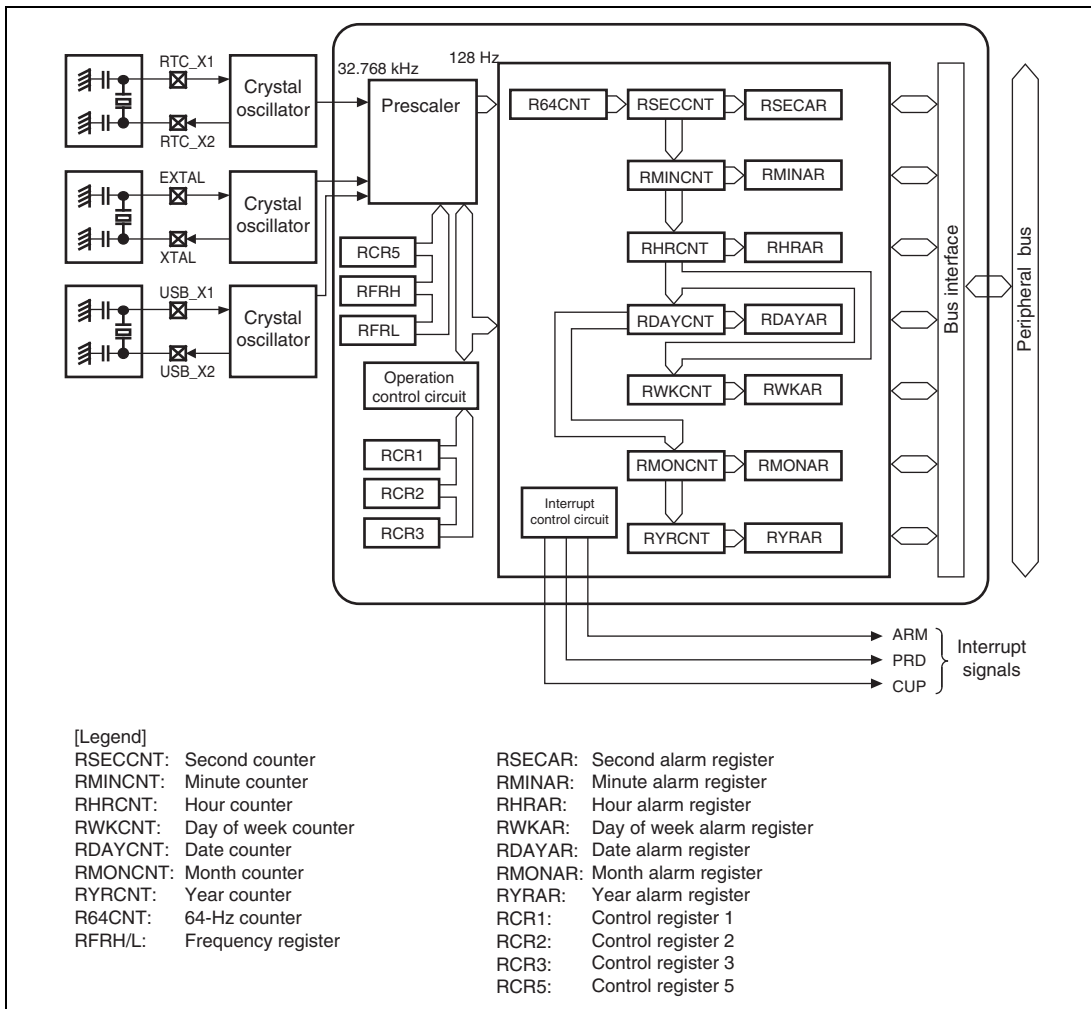 RTC_X1
RTC_X2
Crystal
oscillator
EXTAL
XTAL
Crystal
oscillator
USB_X1
USB_X2
Crystal
oscillator
32.768 kHz
128 Hz
Prescaler
RCR5
RFRH
RFRL
Operation
control circuit
RCR1
RCR2
RCR3
R64CNT
RSECCNT
RSECAR
RMINCNT
RMINAR
RHRCNT
RHRAR
RDAYCNT
RDAYAR
RWKCNT
RWKAR
RMONCNT
RMONAR
RYRCNT
RYRAR
Interrupt
control circuit
Bus interface
Peripheral bus
ARM
PRD
CUP
Interrupt
signals
[Legend]
RSECCNT: Second counter
RMINCNT: Minute counter
RHRCNT: Hour counter
RWKCNT: Day of week counter
RDAYCNT: Date counter
RMONCNT: Month counter
RYRCNT: Year counter
R64CNT: 64-Hz counter
RFRH/L: Frequency register
RSECAR: Second alarm register
RMINAR: Minute alarm register
RHRAR: Hour alarm register
RWKAR: Day of week alarm register
RDAYAR: Date alarm register
RMONAR: Month alarm register
RYRAR: Year alarm register
RCR1: Control register 1
RCR2: Control register 2
RCR3: Control register 3
RCR5: Control register 5